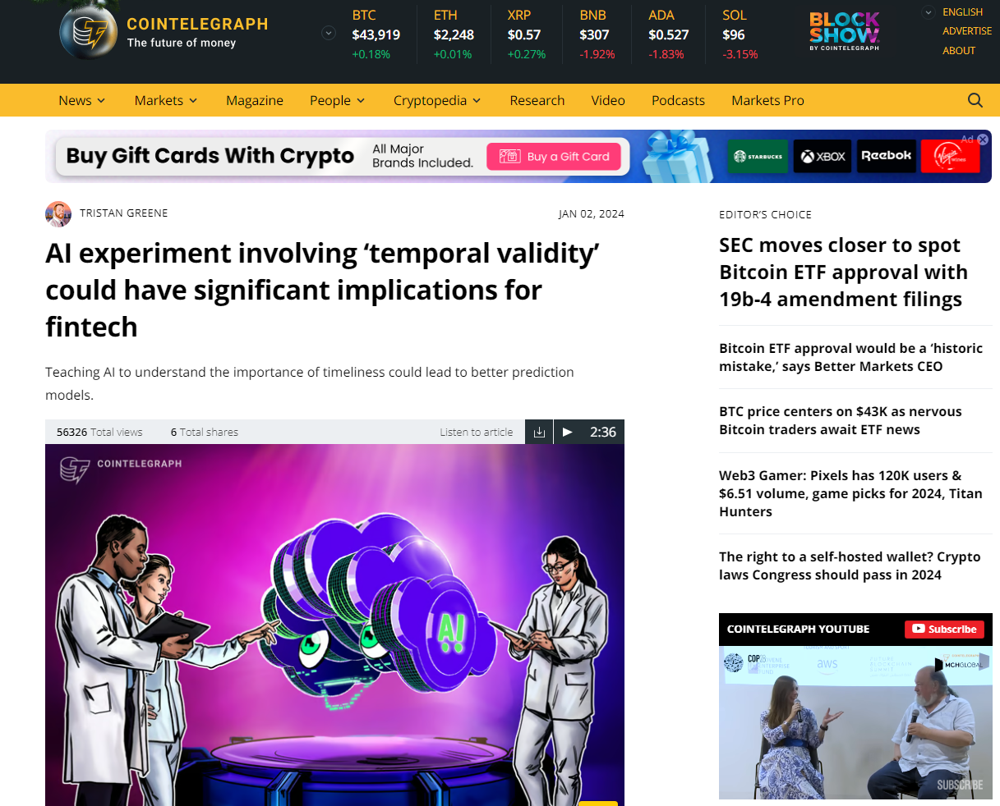 COINTELEGRAPH
The future of money
BTC
$43,919
+0.18%
ETH
$2,248
+0.01%
XRP
$0.57
+0.27%
BNB
$307
-1.92%
ADA
$0.527
-1.83%
SOL
$96
-3.15%
BLOCK
SHOW
BY COINTELEGRAPH
ENGLISH
ADVERTISE
ABOUT
News
Markets
Magazine
People
Cryptopedia
Research
Video
Podcasts
Markets Pro
Buy Gift Cards With Crypto
All Major
Brands Included.
Buy a Gift Card
STARBUCKS
XBOX
Reebok
Virgin
wines
Ad
TRISTAN GREENE
JAN 02, 2024
AI experiment involving ‘temporal validity’
could have significant implications for
fintech
Teaching AI to understand the importance of timeliness could lead to better prediction
models.
56326 Total views
6 Total shares
Listen to article
2:36
COINTELEGRAPH
AI
EDITOR’S CHOICE
SEC moves closer to spot
Bitcoin ETF approval with
19b-4 amendment filings
Bitcoin ETF approval would be a ‘historic
mistake,’ says Better Markets CEO
BTC price centers on $43K as nervous
Bitcoin traders await ETF news
Web3 Gamer: Pixels has 120K users &
$6.51 volume, game picks for 2024, Titan
Hunters
The right to a self-hosted wallet? Crypto
laws Congress should pass in 2024
COINTELEGRAPH YOUTUBE
Subscribe
COP28
aws
FUTURE
BLOCKCHAIN
SUMMIT
MCHGLOBAL
SUBSCRIBE